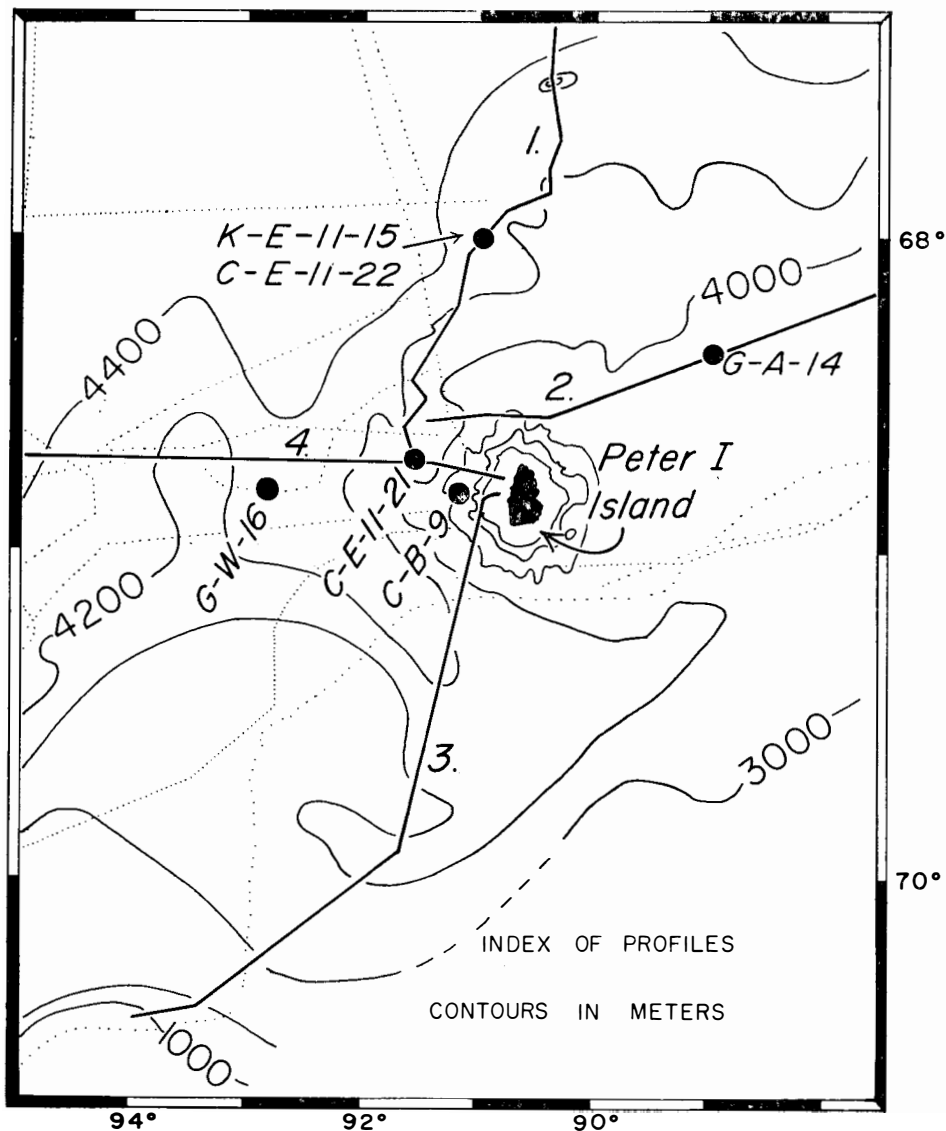 1.
K-E-11-15
C-E-11-22
68°
4000
4400
G-A-14
2.
4.
Peter I
Island
G-W-16
C-E-11-21
C-B-9
4200
3.
3000
70°
INDEX OF PROFILES
CONTOURS IN METERS
1000
94°
92°
90°